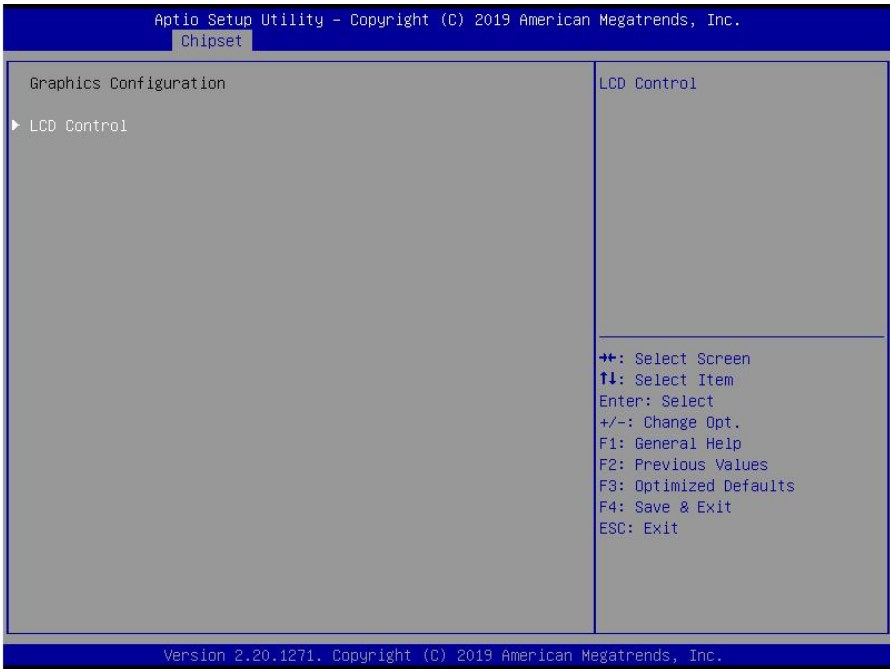 Aptio Setup Utility – Copyright (C) 2019 American Megatrends, Inc.
Chipset
Graphics Configuration
LCD Control
LCD Control
→←: Select Screen
↑↓: Select Item
Enter: Select
+/-: Change Opt.
F1: General Help
F2: Previous Values
F3: Optimized Defaults
F4: Save & Exit
ESC: Exit
Version 2.20.1271. Copyright (C) 2019 American Megatrends, Inc.